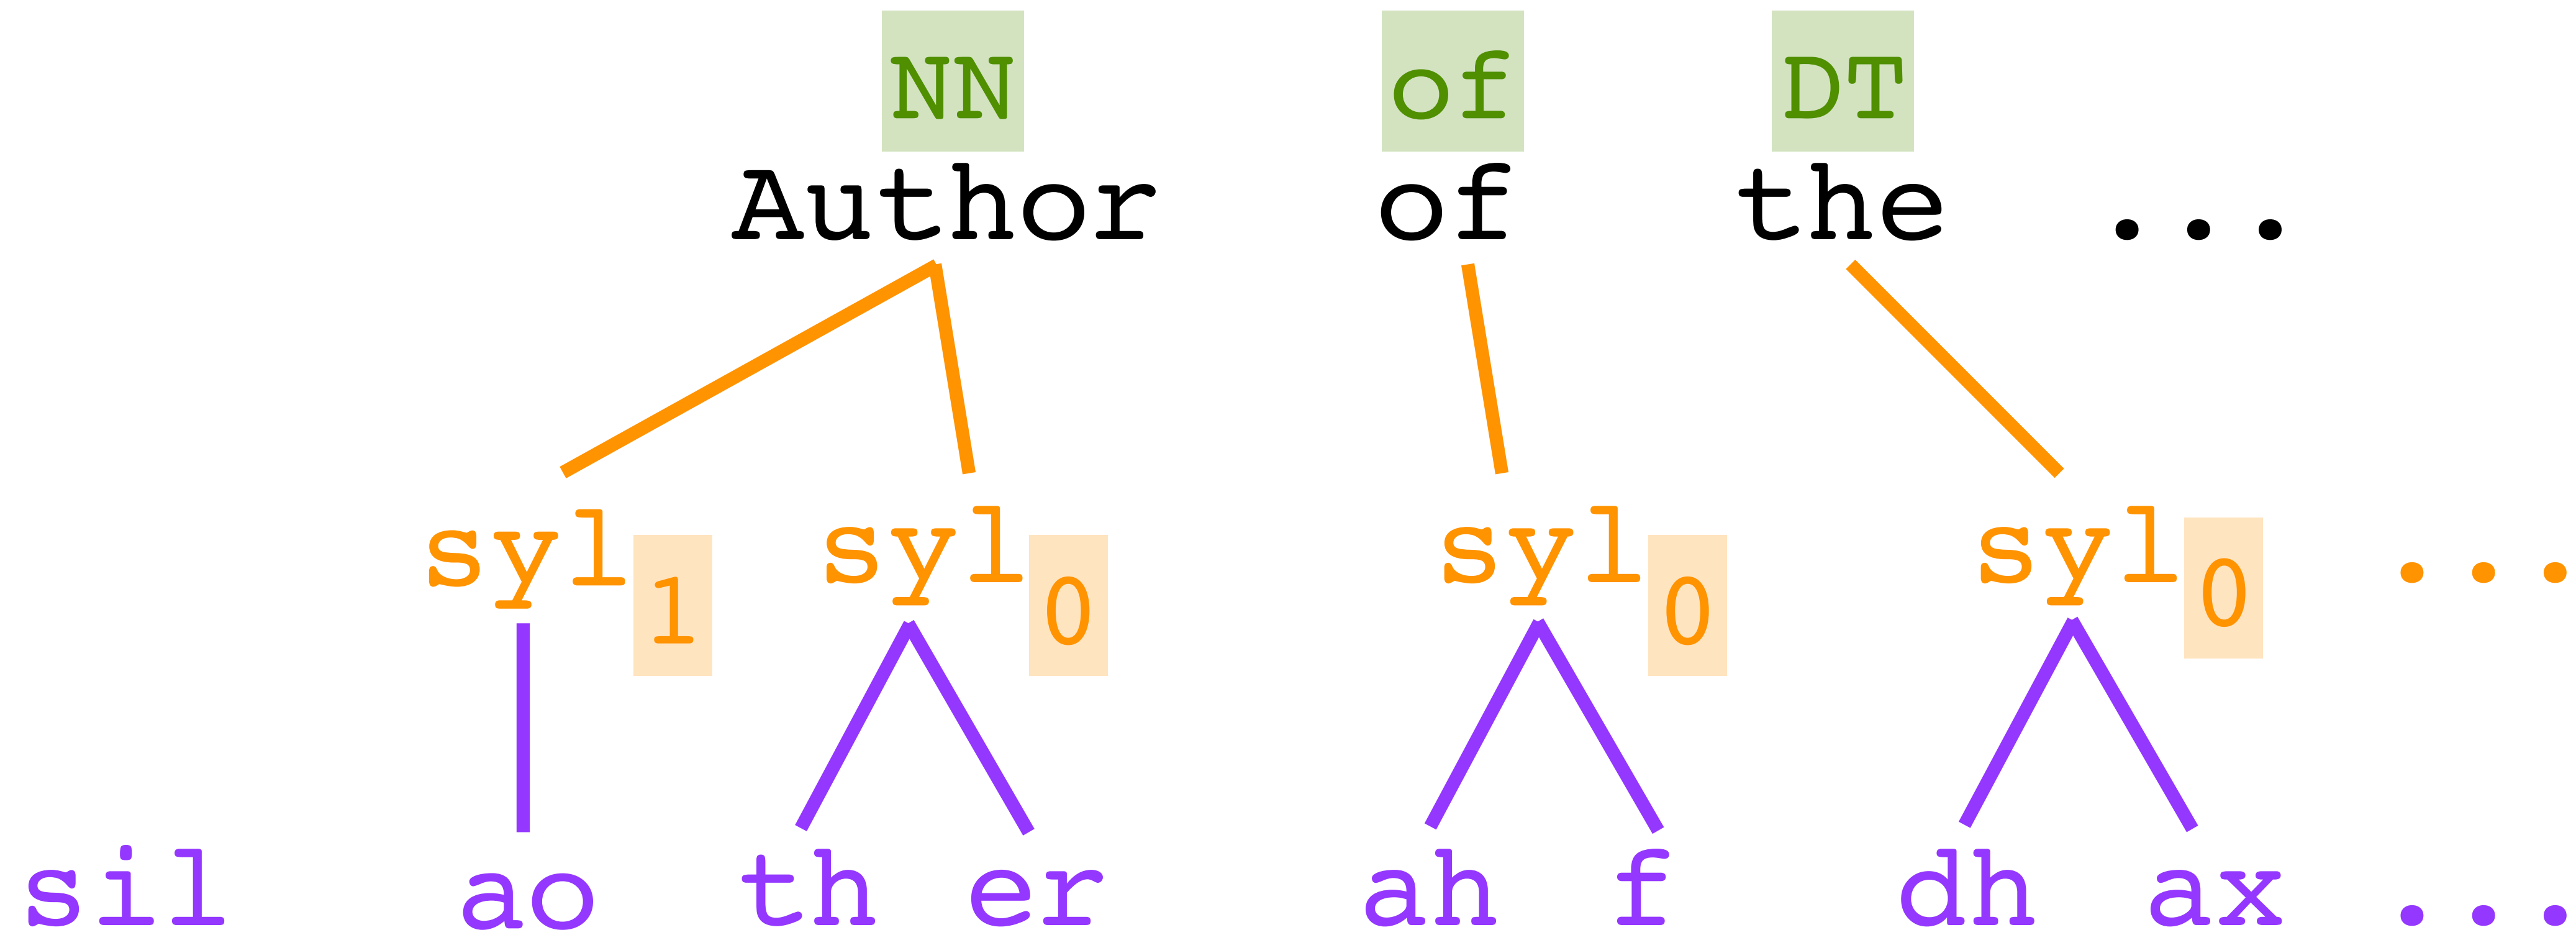 NN of DT
Author of the ...
syl1 syl0 syl0 syl0 ...
sil ao th er ah f dh ax ...